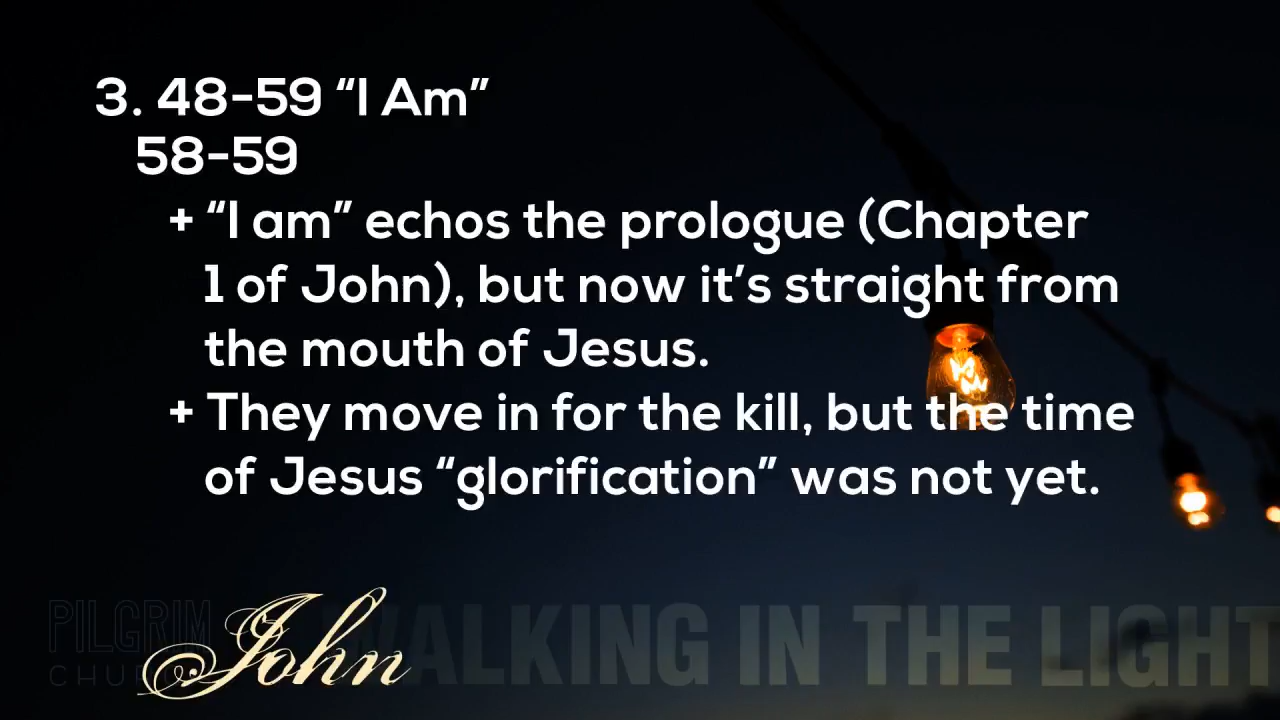 3. 48-59 “I Am”
58-59
+ “I am” echos the prologue (Chapter
1 of John), but now it’s straight from
the mouth of Jesus.
+ They move in for the kill, but the time
of Jesus “glorification” was not yet.
PILGRIM
CHURCH
John
WALKING IN THE LIGHT